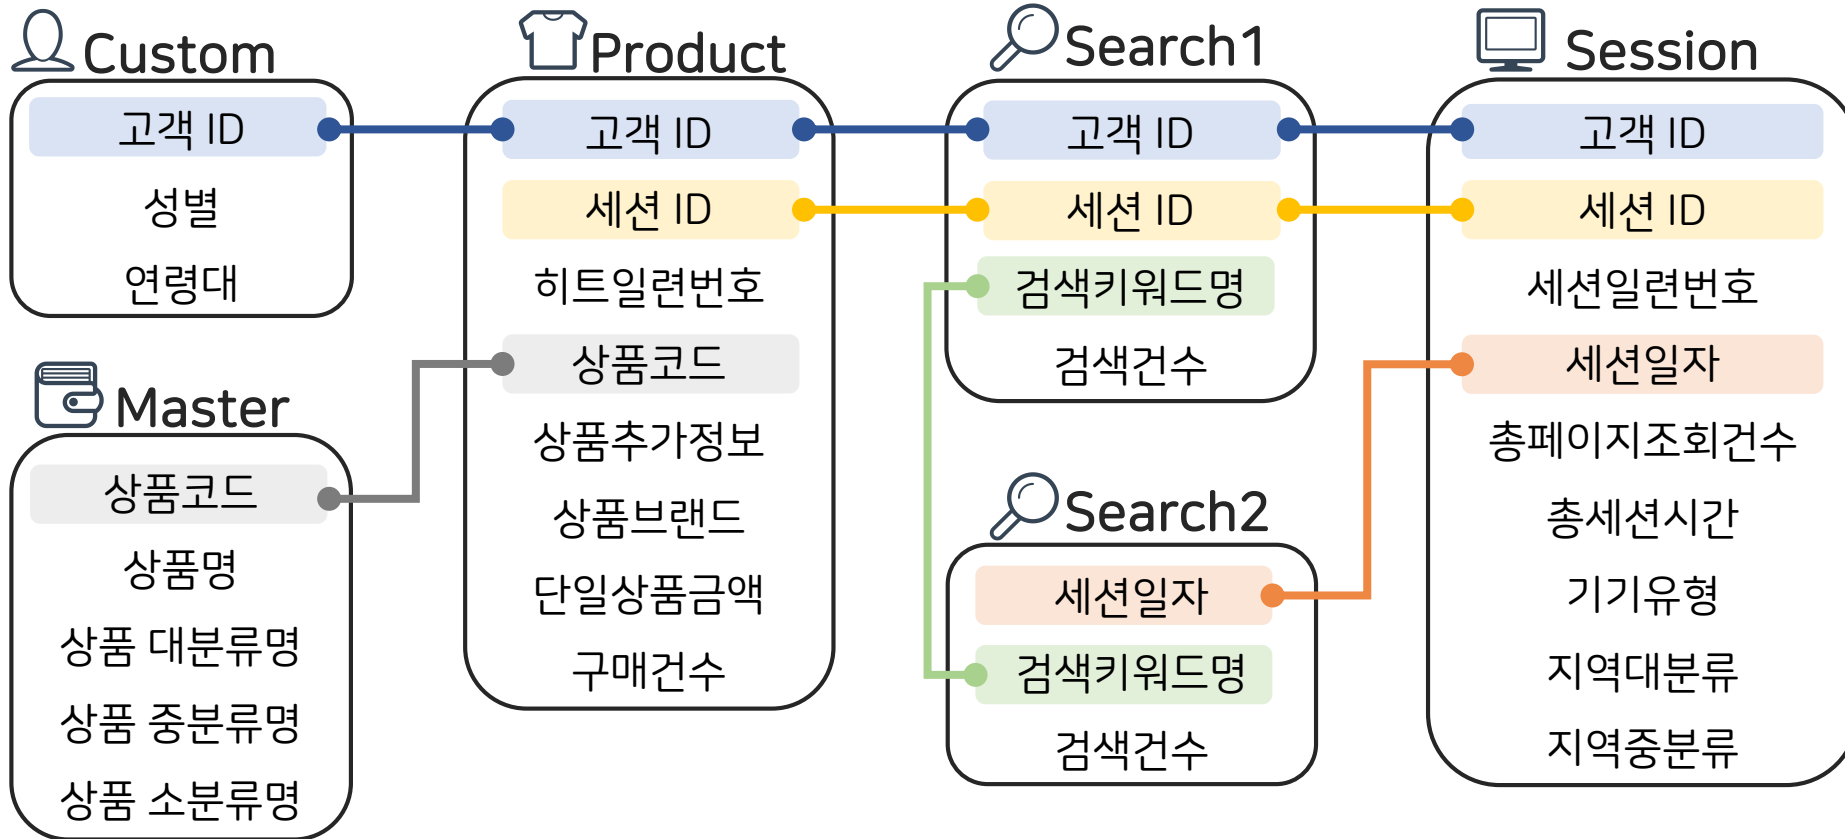 Custom
고객 ID
성별
연령대
Master
상품코드
상품명
상품 대분류명
상품 중분류명
상품 소분류명
Product
고객 ID
세션 ID
히트일련번호
상품코드
상품추가정보
상품브랜드
단일상품금액
구매건수
Search1
고객 ID
세션 ID
검색키워드명
검색건수
Search2
세션일자
검색키워드명
검색건수
Session
고객 ID
세션 ID
세션일련번호
세션일자
총페이지조회건수
총세션시간
기기유형
지역대분류
지역중분류